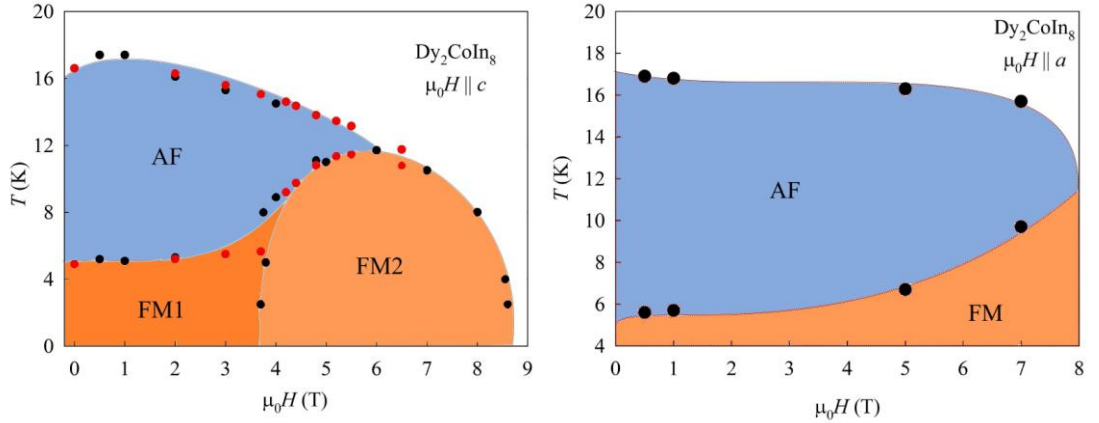 20
16
12
8
4
0
T (K)
Dy₂CoIn₈
μ₀H || c
AF
FM1
FM2
0 1 2 3 4 5 6 7 8 9
μ₀H (T)
20
18
16
14
12
10
8
6
4
T (K)
Dy₂CoIn₈
μ₀H || a
AF
FM
0 1 2 3 4 5 6 7 8
μ₀H (T)